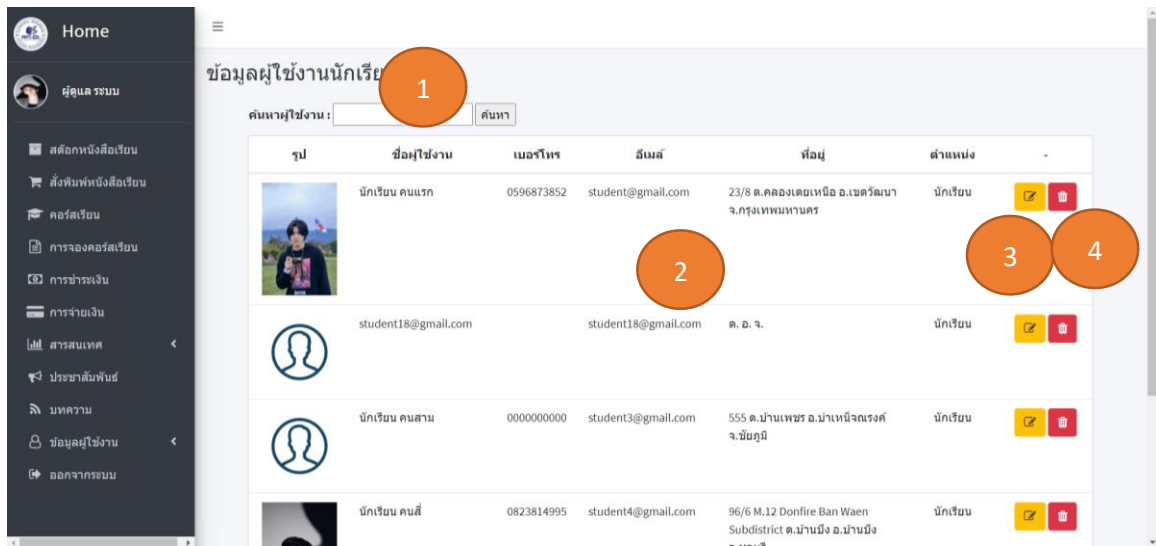 Home
ผู้ดูแล ระบบ
สต๊อกหนังสือเรียน
สั่งพิมพ์หนังสือเรียน
คอร์สเรียน
การจองคอร์สเรียน
การชำระเงิน
การจ่ายเงิน
สารสนเทศ
ประชาสัมพันธ์
บทความ
ข้อมูลผู้ใช้งาน
ออกจากระบบ
ข้อมูลผู้ใช้งานนักเรีย
1
ค้นหาผู้ใช้งาน :
ค้นหา
รูป ชื่อผู้ใช้งาน เบอร์โทร อีเมล์ ที่อยู่ ตำแหน่ง -
นักเรียน คนแรก 0596873852 student@gmail.com 23/8 ต.คลองเตยเหนือ อ.เขตวัฒนา นักเรียน
จ.กรุงเทพมหานคร
2
3
4
student18@gmail.com student18@gmail.com ต. อ. จ. นักเรียน
นักเรียน คนสาม 0000000000 student3@gmail.com 555 ต.บ้านเพชร อ.บำเหน็จณรงค์ นักเรียน
จ.ชัยภูมิ
นักเรียน คนสี่ 0823814995 student4@gmail.com 96/6 M.12 Donfire Ban Waen นักเรียน
Subdistrict ต.บ้านบึง อ.บ้านบึง